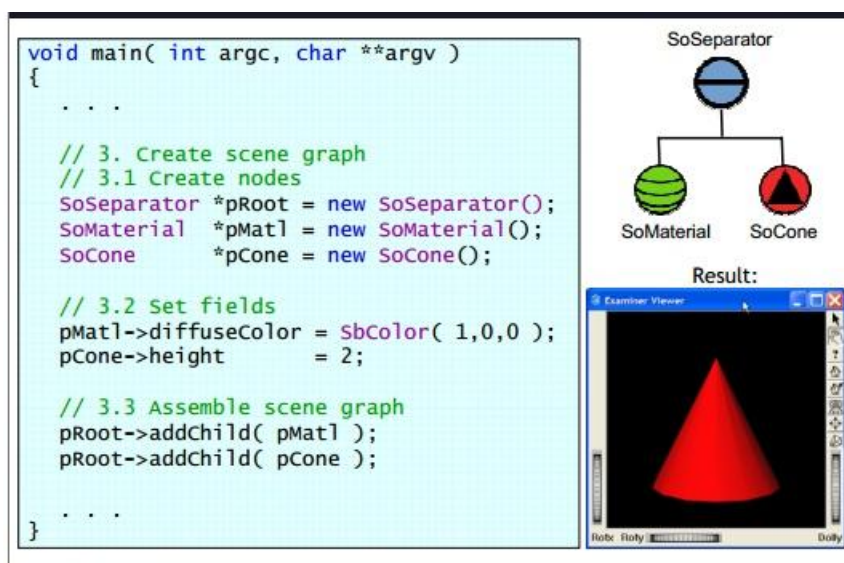 void main( int argc, char **argv )
{
. . .
// 3. Create scene graph
// 3.1 Create nodes
SoSeparator *pRoot = new SoSeparator();
SoMaterial *pMatl = new SoMaterial();
SoCone *pCone = new SoCone();
// 3.2 Set fields
pMatl->diffuseColor = SbColor( 1,0,0 );
pCone->height = 2;
// 3.3 Assemble scene graph
pRoot->addChild( pMatl );
pRoot->addChild( pCone );
. . .
}
SoSeparator
SoMaterial SoCone
Result:
Examiner Viewer
?
Rotx Roty Dolly